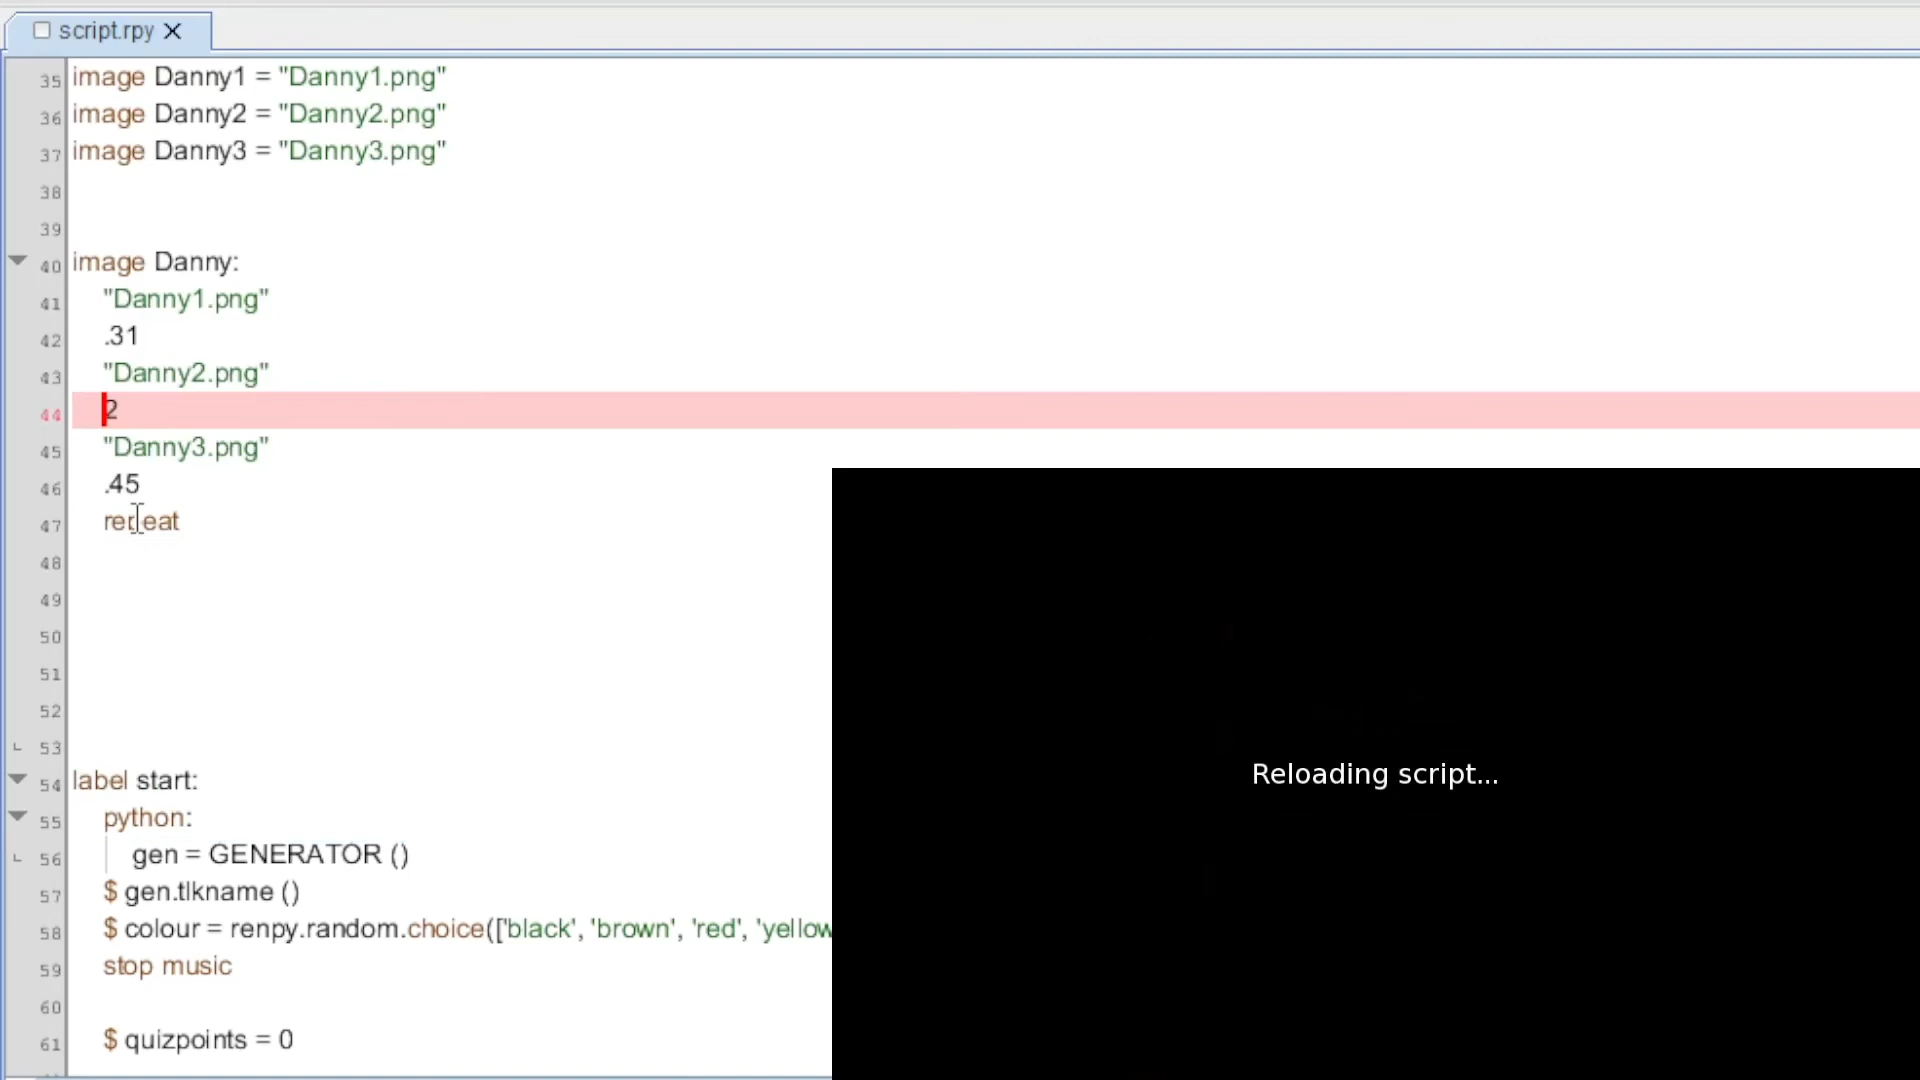 script.rpy
35 image Danny1 = "Danny1.png"
36 image Danny2 = "Danny2.png"
37 image Danny3 = "Danny3.png"
38
39
40 image Danny:
41 "Danny1.png"
42 .31
43 "Danny2.png"
44 2
45 "Danny3.png"
46 .45
47 repeat
48
49
50
51
52
53
54 label start:
55 python:
56 gen = GENERATOR ()
57 $ gen.tlkname ()
58 $ colour = renpy.random.choice(['black', 'brown', 'red', 'yellow
59 stop music
60
61 $ quizpoints = 0
Reloading script...